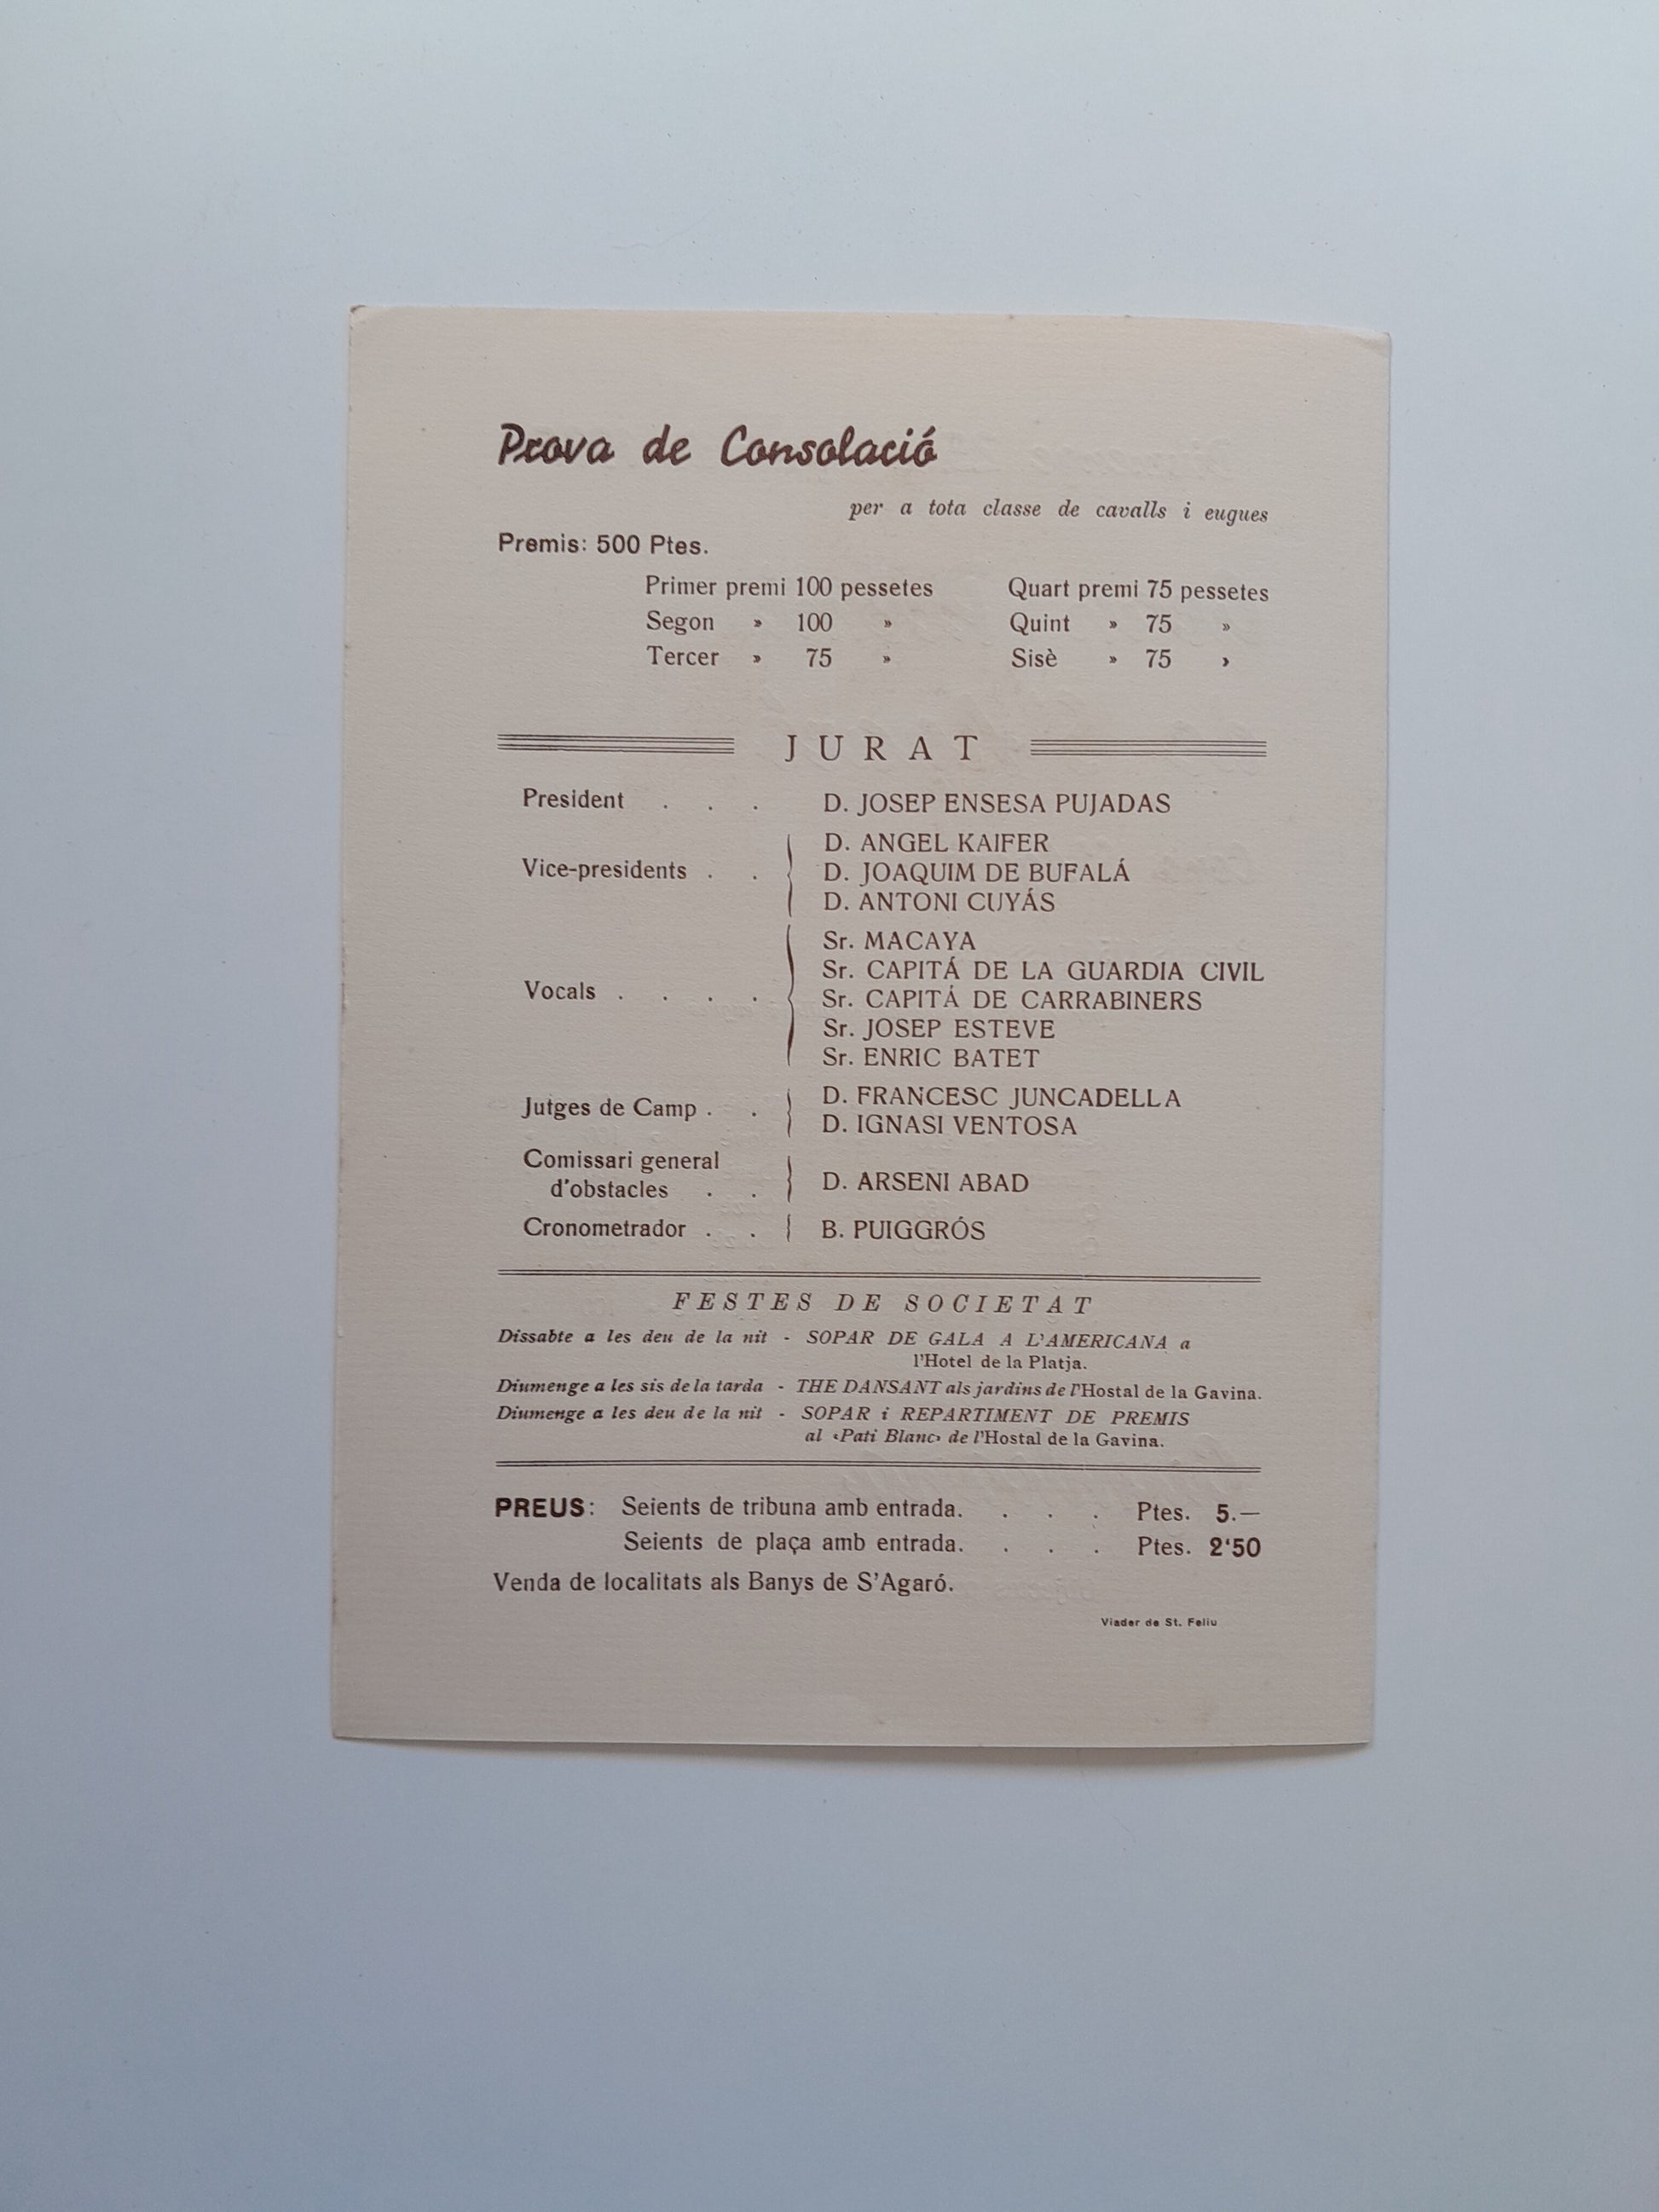 Prova de Consolació
per a tota classe de cavalls i eugues
Premis: 500 Ptes.
Primer premi 100 pessetes Quart premi 75 pessetes
Segon » 100 » Quint » 75 »
Tercer » 75 » Sisè » 75 ›
JURAT
President . . . D. JOSEP ENSESA PUJADAS
D. ANGEL KAIFER
Vice-presidents . . D. JOAQUIM DE BUFALÁ
D. ANTONI CUYÁS
Sr. MACAYA
Sr. CAPITÁ DE LA GUARDIA CIVIL
Vocals . . . . Sr. CAPITÁ DE CARRABINERS
Sr. JOSEP ESTEVE
Sr. ENRIC BATET
D. FRANCESC JUNCADELLA
Jutges de Camp . . D. IGNASI VENTOSA
Comissari general
d'obstacles . . D. ARSENI ABAD
Cronometrador . . B. PUIGGRÓS
FESTES DE SOCIETAT
Dissabte a les deu de la nit - SOPAR DE GALA A L'AMERICANA a
l'Hotel de la Platja.
Diumenge a les sis de la tarda - THE DANSANT als jardins de l'Hostal de la Gavina.
Diumenge a les deu de la nit - SOPAR i REPARTIMENT DE PREMIS
al ‹Pati Blanc› de l'Hostal de la Gavina.
PREUS: Seients de tribuna amb entrada. . . . Ptes. 5.—
Seients de plaça amb entrada. . . . Ptes. 2'50
Venda de localitats als Banys de S'Agaró.
Viader de St. Feliu